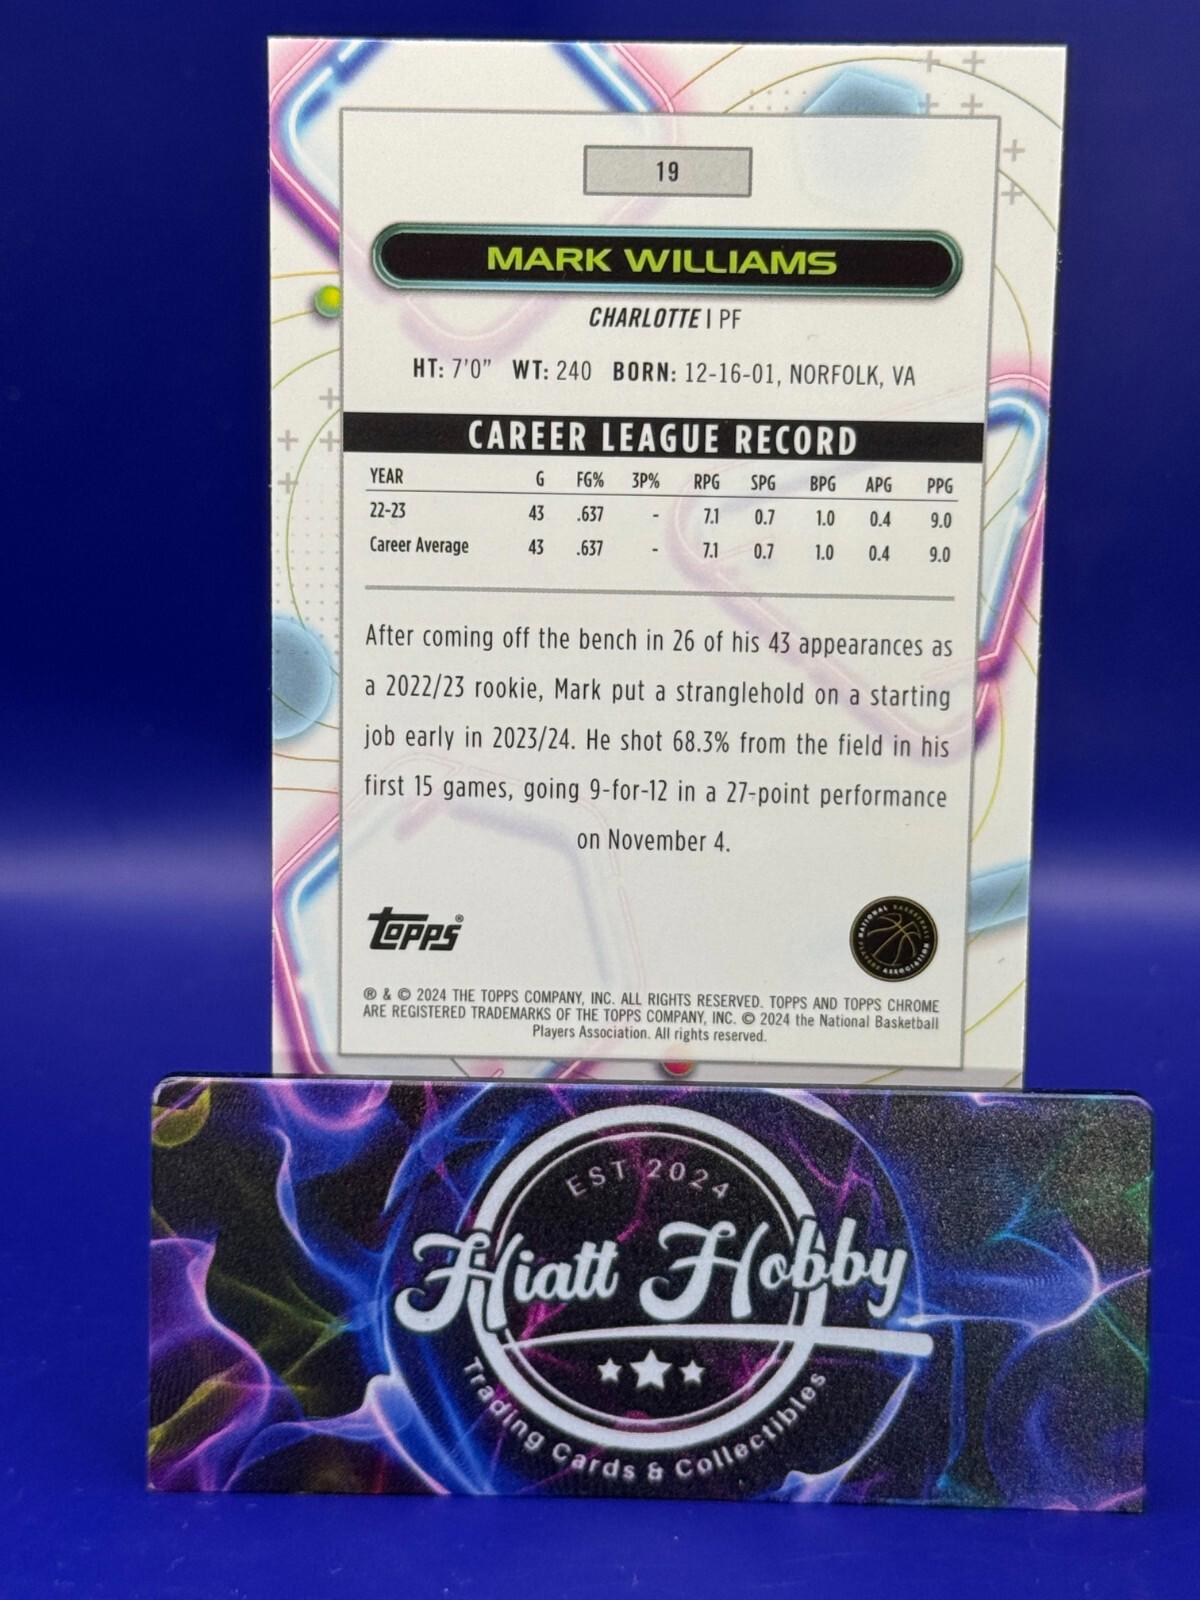 19
MARK WILLIAMS
CHARLOTTE | PF
HT: 7'0" WT: 240 BORN: 12-16-01, NORFOLK, VA
CAREER LEAGUE RECORD
YEAR G FG% 3P% RPG SPG BPG APG PPG
22-23 43 .637 - 7.1 0.7 1.0 0.4 9.0
Career Average 43 .637 - 7.1 0.7 1.0 0.4 9.0
After coming off the bench in 26 of his 43 appearances as
a 2022/23 rookie, Mark put a stranglehold on a starting
job early in 2023/24. He shot 68.3% from the field in his
first 15 games, going 9-for-12 in a 27-point performance
on November 4.
Topps®
NATIONAL BASKETBALL PLAYERS ASSOCIATION
® & © 2024 THE TOPPS COMPANY, INC. ALL RIGHTS RESERVED. TOPPS AND TOPPS CHROME
ARE REGISTERED TRADEMARKS OF THE TOPPS COMPANY, INC. © 2024 the National Basketball
Players Association. All rights reserved.
EST 2024
Hiatt Hobby
Trading Cards & Collectibles